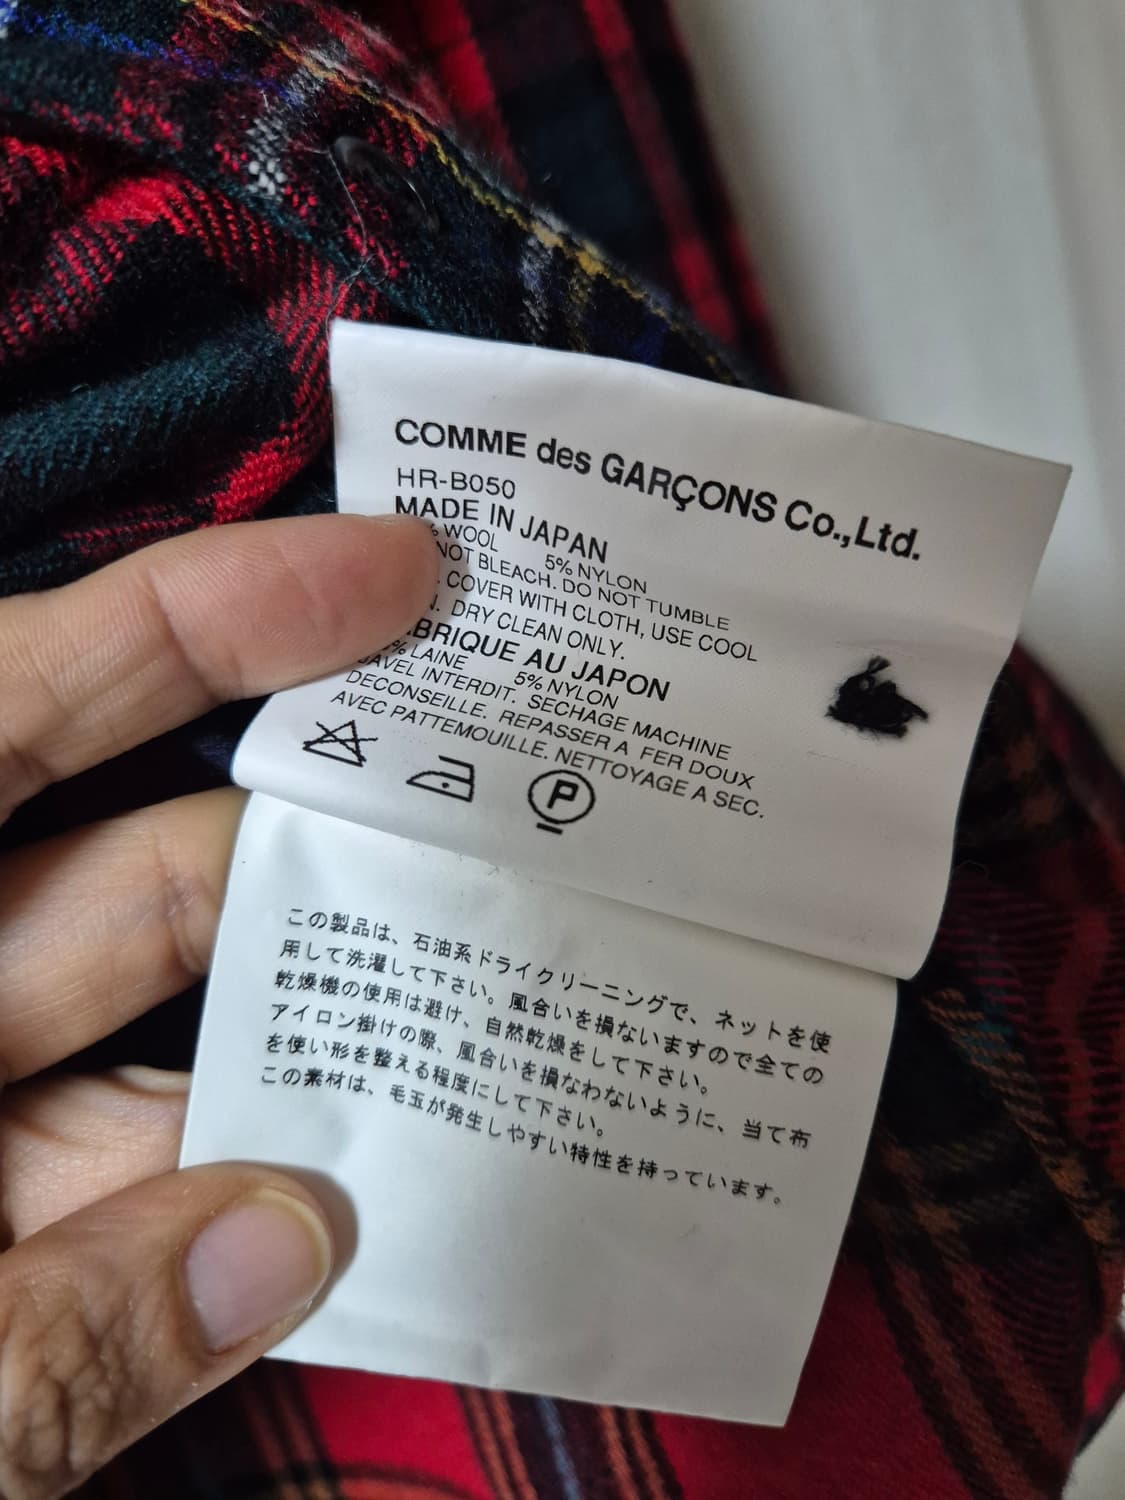 COMME des GARÇONS Co.,Ltd.
HR-B050
MADE IN JAPAN
% WOOL 5% NYLON
NOT BLEACH. DO NOT TUMBLE
. COVER WITH CLOTH, USE COOL
N. DRY CLEAN ONLY.
BRIQUE AU JAPON
% LAINE 5% NYLON
JAVEL INTERDIT. SECHAGE MACHINE
DECONSEILLE. REPASSER A FER DOUX
AVEC PATTEMOUILLE. NETTOYAGE A SEC.
P
この製品は、石油系ドライクリーニングで、ネットを使
用して洗濯して下さい。風合いを損ないますので全ての
乾燥機の使用は避け、自然乾燥をして下さい。
アイロン掛けの際、風合いを損なわないように、当て布
を使い形を整える程度にして下さい。
この素材は、毛玉が発生しやすい特性を持っています。